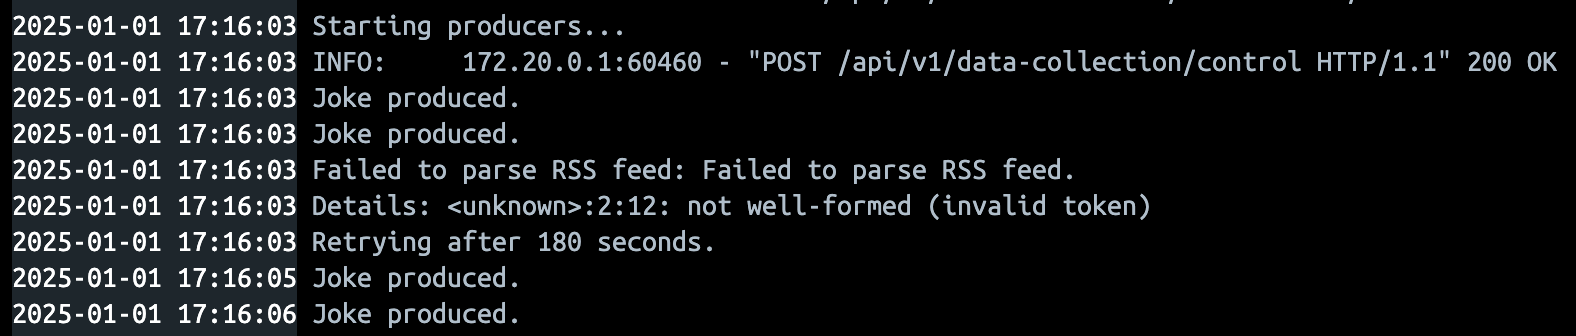 2025-01-01 17:16:03 Starting producers...
2025-01-01 17:16:03 INFO:     172.20.0.1:60460 - "POST /api/v1/data-collection/control HTTP/1.1" 200 OK
2025-01-01 17:16:03 Joke produced.
2025-01-01 17:16:03 Joke produced.
2025-01-01 17:16:03 Failed to parse RSS feed: Failed to parse RSS feed.
2025-01-01 17:16:03 Details: <unknown>:2:12: not well-formed (invalid token)
2025-01-01 17:16:03 Retrying after 180 seconds.
2025-01-01 17:16:05 Joke produced.
2025-01-01 17:16:06 Joke produced.